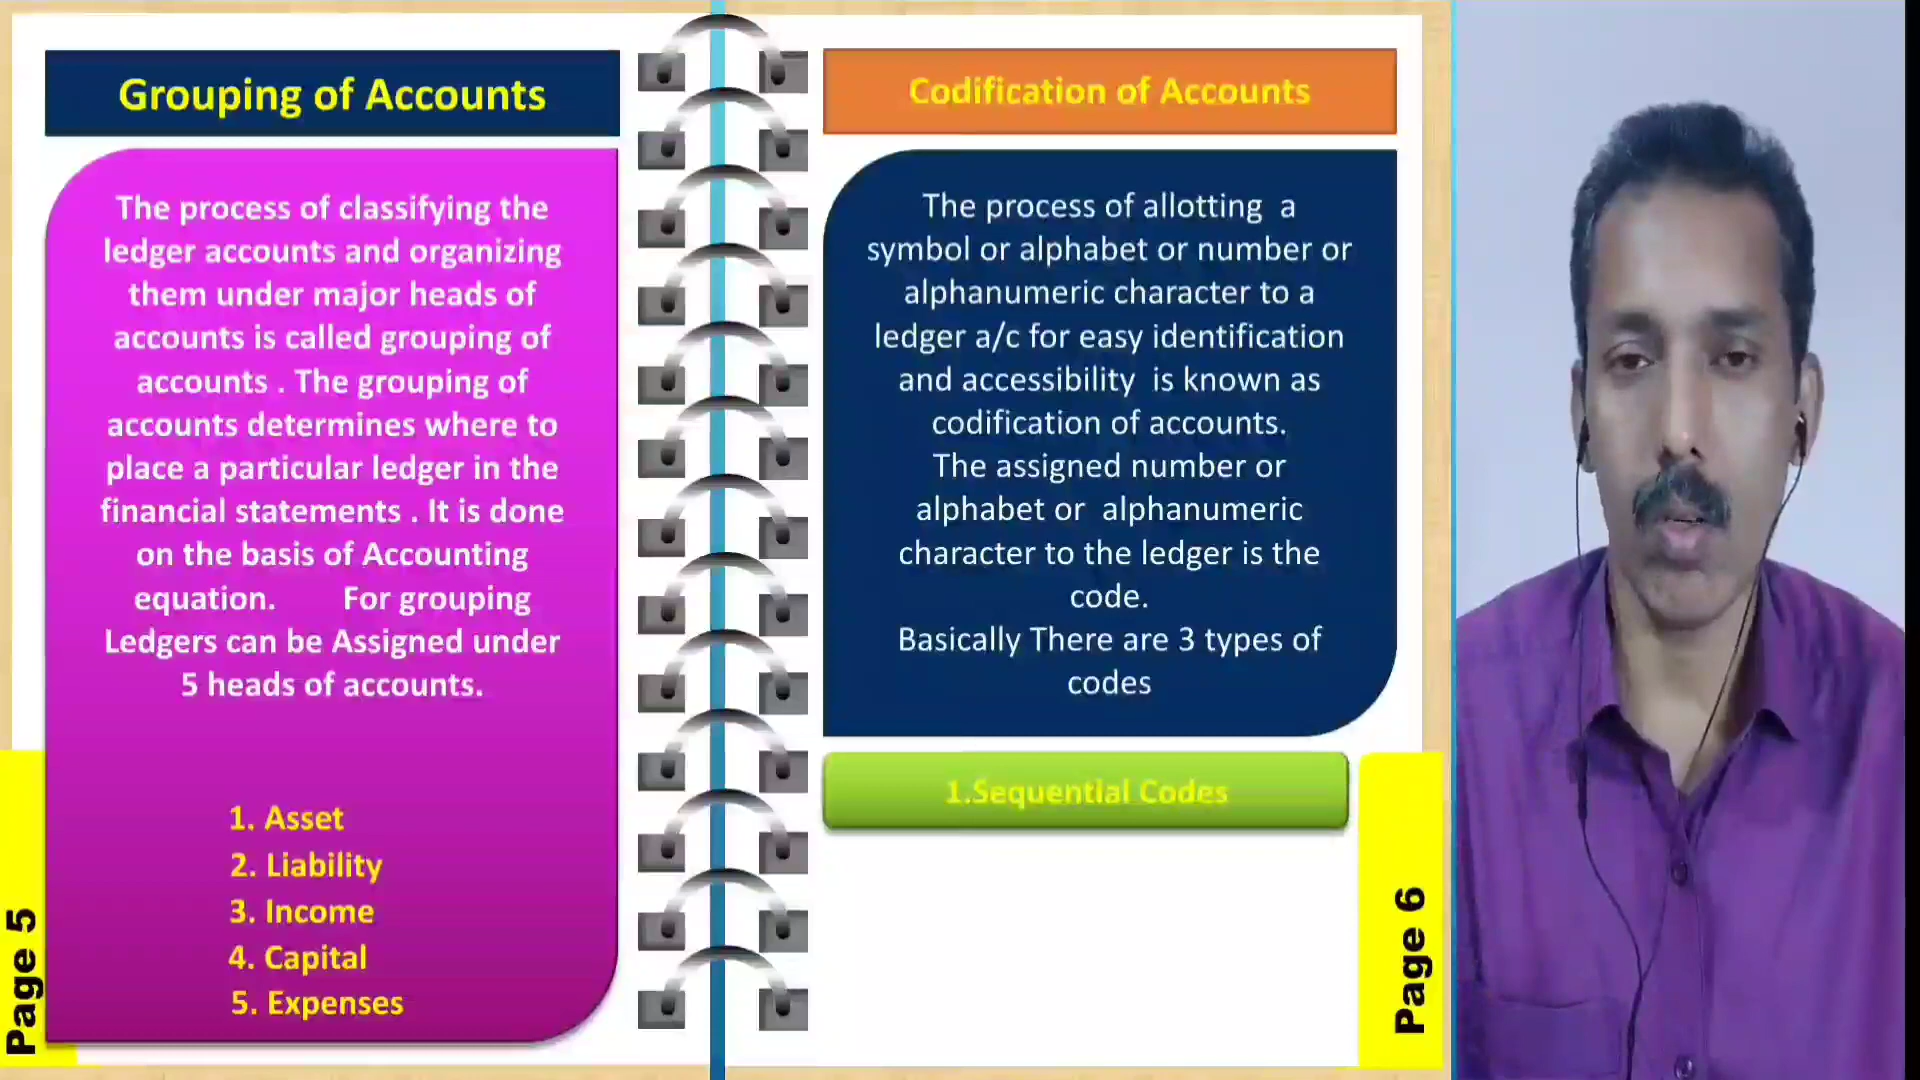 Grouping of Accounts
The process of classifying the
ledger accounts and organizing
them under major heads of
accounts is called grouping of
accounts . The grouping of
accounts determines where to
place a particular ledger in the
financial statements . It is done
on the basis of Accounting
equation. For grouping
Ledgers can be Assigned under
5 heads of accounts.
1. Asset
2. Liability
3. Income
4. Capital
5. Expenses
Page 5
Codification of Accounts
The process of allotting a
symbol or alphabet or number or
alphanumeric character to a
ledger a/c for easy identification
and accessibility is known as
codification of accounts.
The assigned number or
alphabet or alphanumeric
character to the ledger is the
code.
Basically There are 3 types of
codes
1.Sequential Codes
Page 6